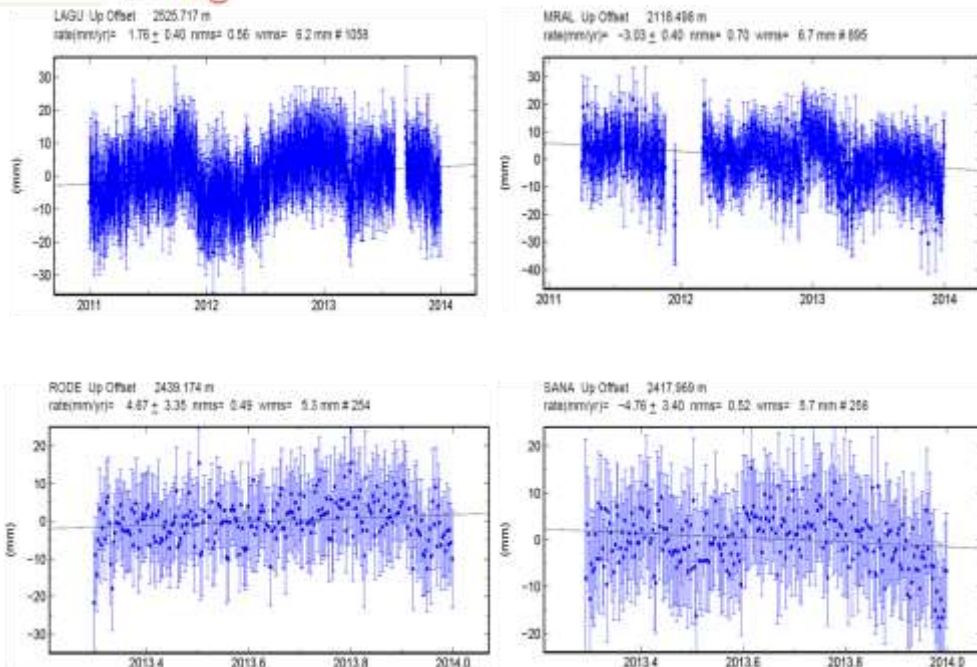 LAGU Up Offset 2525.717 m
rate(mm/yr)= 1.76 ± 0.40 nrms= 0.56 wrms= 6.2 mm # 1058
(mm)
30
20
10
0
-10
-20
-30
2011 2012 2013 2014
MRAL Up Offset 2118.498 m
rate(mm/yr)= -3.03 ± 0.40 nrms= 0.70 wrms= 6.7 mm # 895
(mm)
30
20
10
0
-10
-20
-30
-40
2011 2012 2013 2014
RODE Up Offset 2439.174 m
rate(mm/yr)= 4.67 ± 3.35 nrms= 0.49 wrms= 5.3 mm # 254
(mm)
20
10
0
-10
-20
-30
2013.4 2013.6 2013.8 2014.0
SANA Up Offset 2417.969 m
rate(mm/yr)= -4.76 ± 3.40 nrms= 0.52 wrms= 5.7 mm # 256
(mm)
20
10
0
-10
-20
2013.4 2013.6 2013.8 2014.0